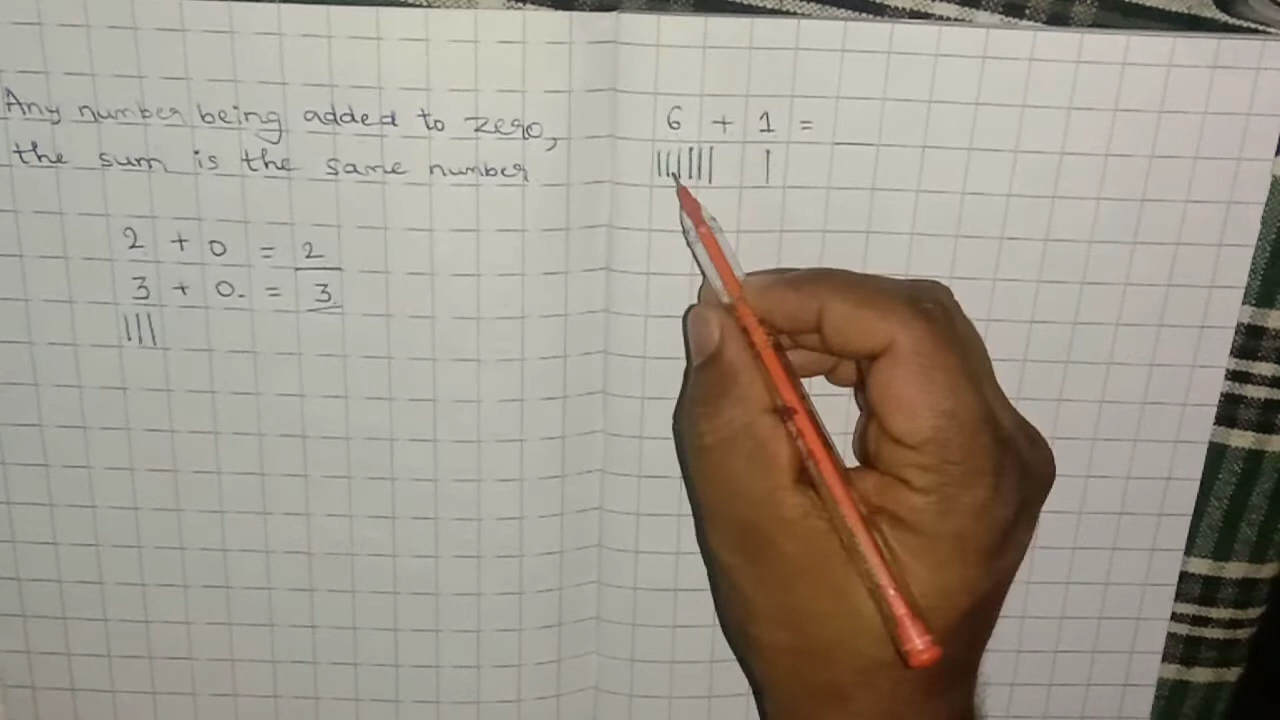 Any number being added to zero,
the sum is the same number
2 + 0 = 2
3 + 0. = 3.
|||
6 + 1 =
|||||| |